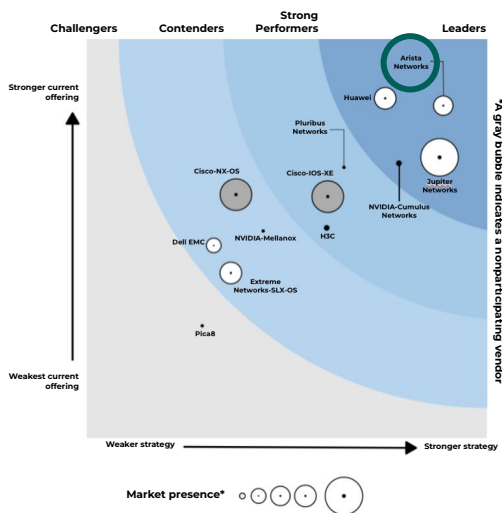 Challengers
Contenders
Strong
Performers
Leaders
Arista
Networks
Stronger current
offering
Huawei
Pluribus
Networks
Cisco-NX-OS
Cisco-IOS-XE
Jupiter
Networks
NVIDIA-Cumulus
Networks
NVIDIA-Mellanox
H3C
Dell EMC
Extreme
Networks-SLX-OS
Pica8
Weakest current
offering
Weaker strategy
Stronger strategy
*A gray bubble indicates a nonparticipating vendor
Market presence*